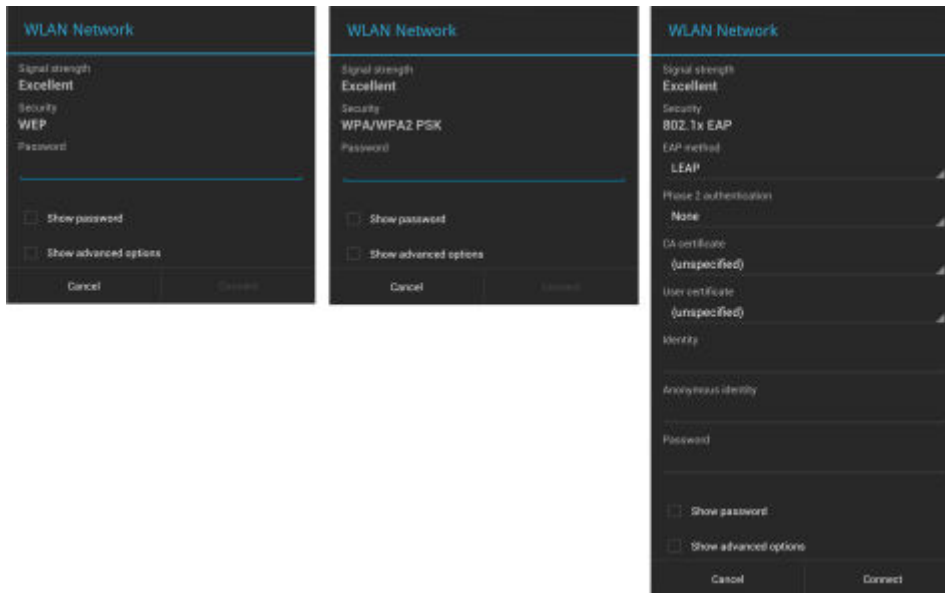 WLAN Network
Signal strength
Excellent
Security
WEP
Password
Show password
Show advanced options
Cancel
Connect
WLAN Network
Signal strength
Excellent
Security
WPA/WPA2 PSK
Password
Show password
Show advanced options
Cancel
Connect
WLAN Network
Signal strength
Excellent
Security
802.1x EAP
EAP method
LEAP
Phase 2 authentication
None
CA certificate
(unspecified)
User certificate
(unspecified)
Identity
Anonymous identity
Password
Show password
Show advanced options
Cancel
Connect